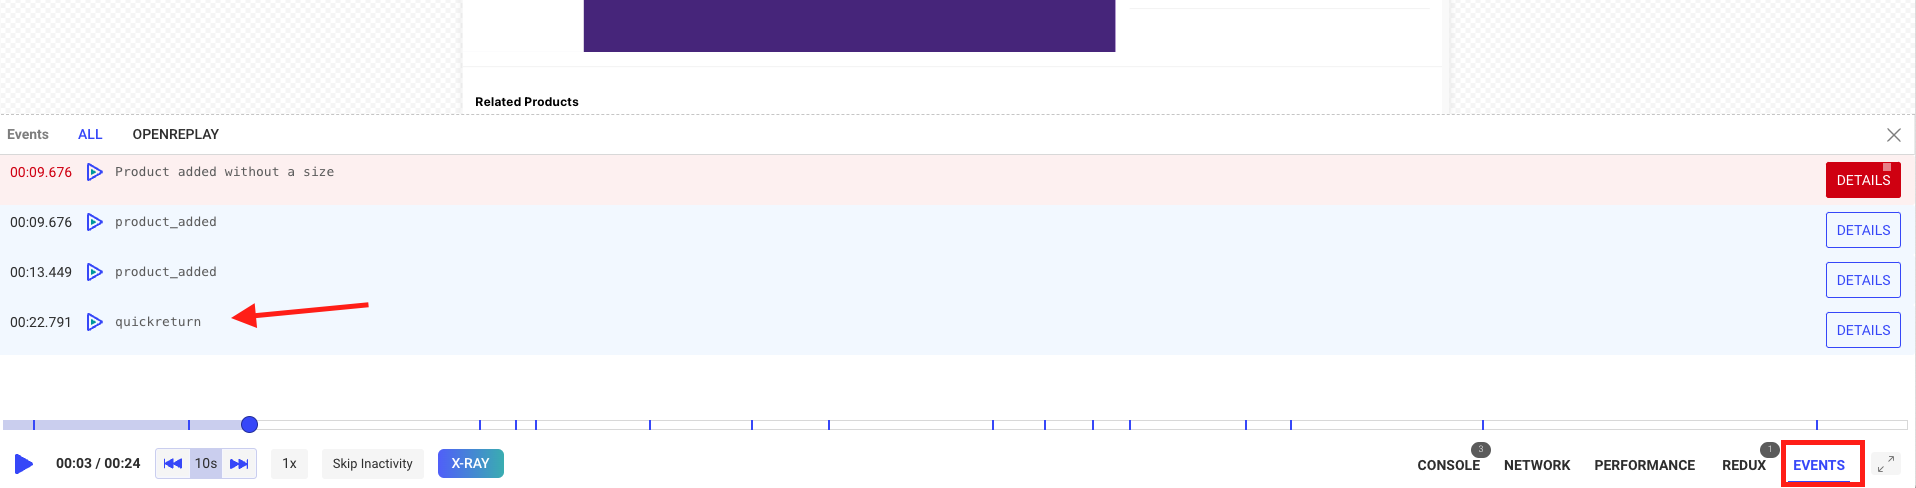 Related Products
Events ALL OPENREPLAY
00:09.676 Product added without a size DETAILS
00:09.676 product_added DETAILS
00:13.449 product_added DETAILS
00:22.791 quickreturn DETAILS
00:03 / 00:24 10s 1x Skip Inactivity X-RAY CONSOLE 3 NETWORK PERFORMANCE REDUX 1 EVENTS